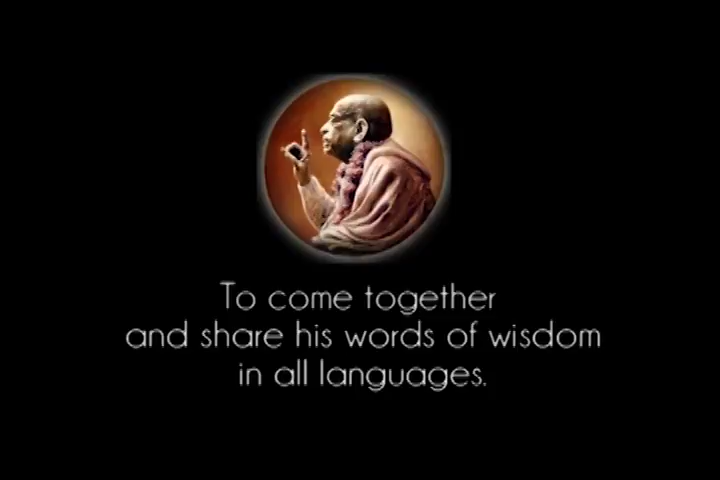 To come together
and share his words of wisdom
in all languages.